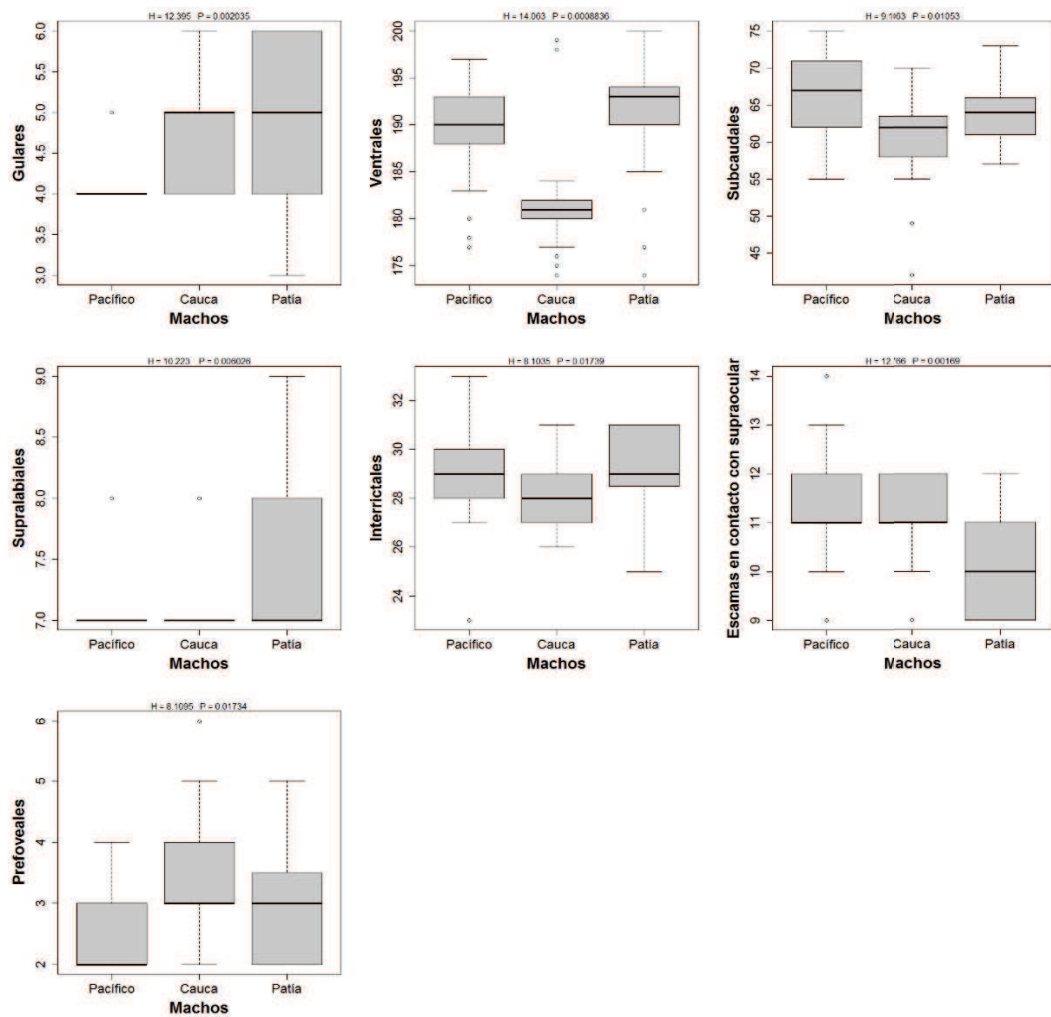 H = 12.395 P = 0.002035
6.0
5.5
5.0
4.5
4.0
3.5
3.0
Gulares
Pacífico Cauca Patía
Machos
H = 14.063 P = 0.0008836
200
195
190
185
180
175
Ventrales
Pacífico Cauca Patía
Machos
P = 0.01053
75
70
65
60
55
50
45
Subcaudales
Pacífico Cauca Patía
Machos
H = 10.223 P = 0.006026
9.0
8.5
8.0
7.5
7.0
Supralabiales
Pacífico Cauca Patía
Machos
H = 8.1035 P = 0.01739
32
30
28
26
24
Interrictales
Pacífico Cauca Patía
Machos
P = 0.00169
14
13
12
11
10
9
Escamas en contacto con supraocular
Pacífico Cauca Patía
Machos
H = 8.1095 P = 0.01734
6
5
4
3
2
Prefoveales
Pacífico Cauca Patía
Machos